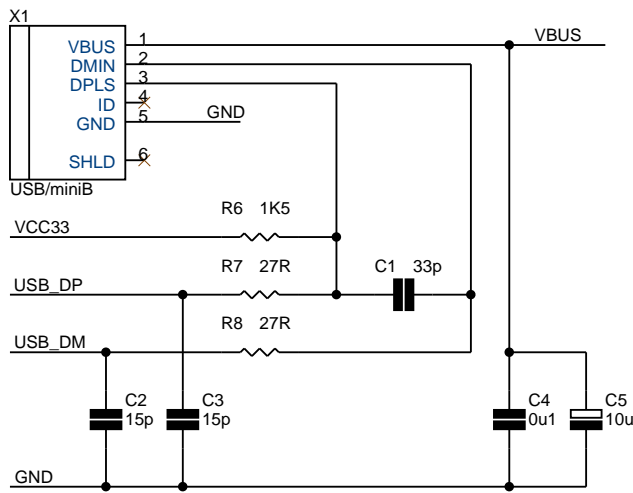 X1
VBUS 1 VBUS
DMIN 2
DPLS 3
ID 4
GND 5 GND
SHLD 6
USB/miniB
R6 1K5
VCC33
R7 27R C1 33p
USB_DP
R8 27R
USB_DM
C2 C3 C4 C5
15p 15p 0u1 10u
GND